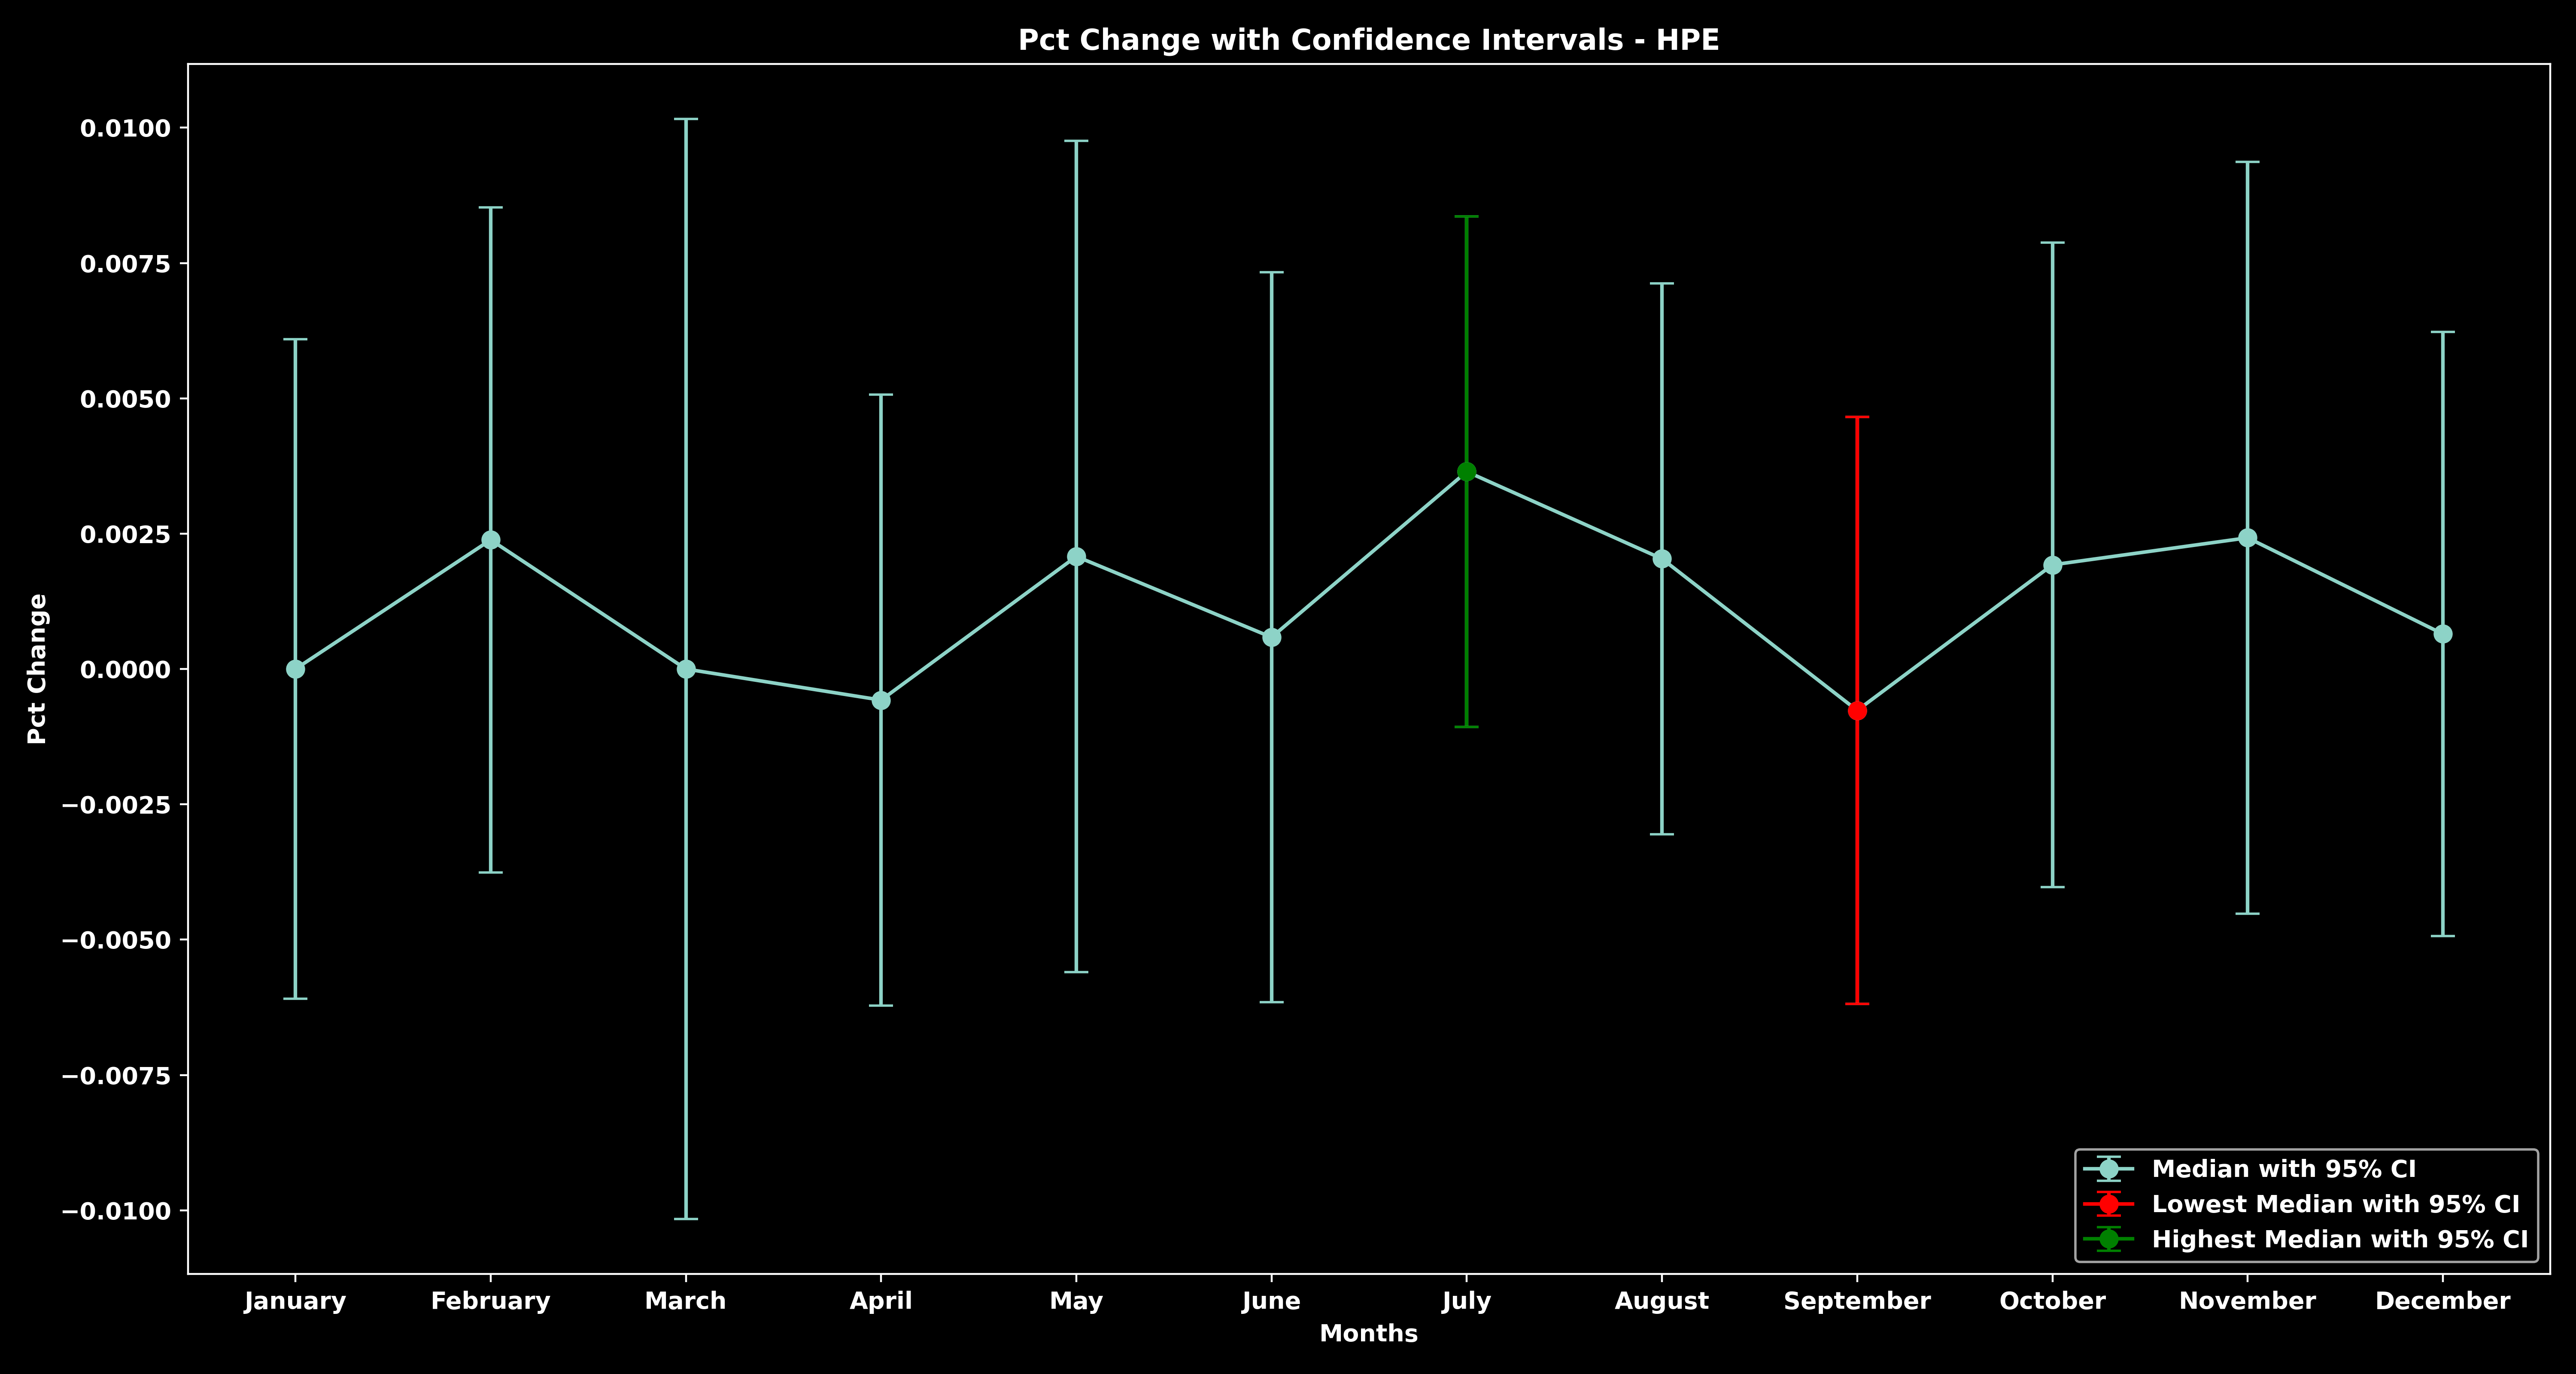 Pct Change with Confidence Intervals - HPE
0.0100
0.0075
0.0050
0.0025
0.0000
−0.0025
−0.0050
−0.0075
−0.0100
Pct Change
January February March April May June July August September October November December
Months
Median with 95% CI
Lowest Median with 95% CI
Highest Median with 95% CI